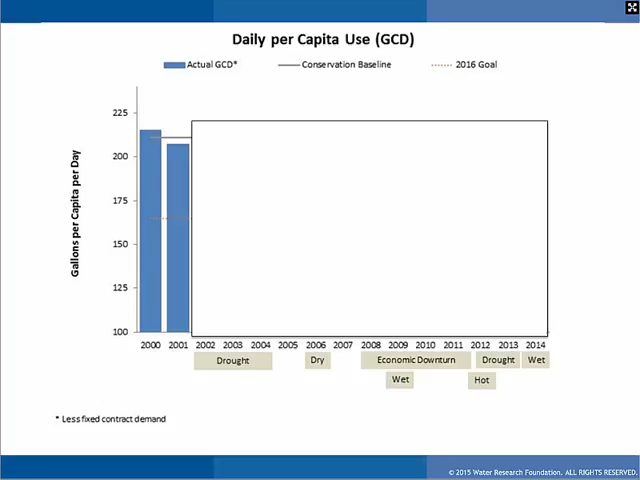 Daily per Capita Use (GCD)
Actual GCD* Conservation Baseline 2016 Goal
Gallons per Capita per Day
225
200
175
150
125
100
2000 2001 2002 2003 2004 2005 2006 2007 2008 2009 2010 2011 2012 2013 2014
Drought Dry Economic Downturn Drought Wet
Wet Hot
* Less fixed contract demand
© 2015 Water Research Foundation. ALL RIGHTS RESERVED.